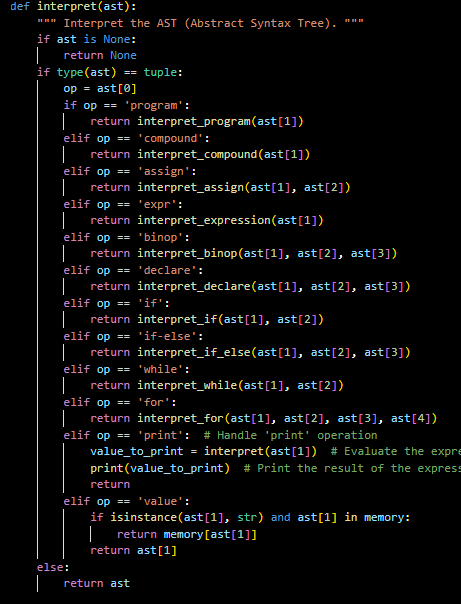 def interpret(ast):
    """ Interpret the AST (Abstract Syntax Tree). """
    if ast is None:
        return None
    if type(ast) == tuple:
        op = ast[0]
        if op == 'program':
            return interpret_program(ast[1])
        elif op == 'compound':
            return interpret_compound(ast[1])
        elif op == 'assign':
            return interpret_assign(ast[1], ast[2])
        elif op == 'expr':
            return interpret_expression(ast[1])
        elif op == 'binop':
            return interpret_binop(ast[1], ast[2], ast[3])
        elif op == 'declare':
            return interpret_declare(ast[1], ast[2], ast[3])
        elif op == 'if':
            return interpret_if(ast[1], ast[2])
        elif op == 'if-else':
            return interpret_if_else(ast[1], ast[2], ast[3])
        elif op == 'while':
            return interpret_while(ast[1], ast[2])
        elif op == 'for':
            return interpret_for(ast[1], ast[2], ast[3], ast[4])
        elif op == 'print':  # Handle 'print' operation
            value_to_print = interpret(ast[1])  # Evaluate the expre
            print(value_to_print)  # Print the result of the express
            return
        elif op == 'value':
            if isinstance(ast[1], str) and ast[1] in memory:
                return memory[ast[1]]
            return ast[1]
    else:
        return ast